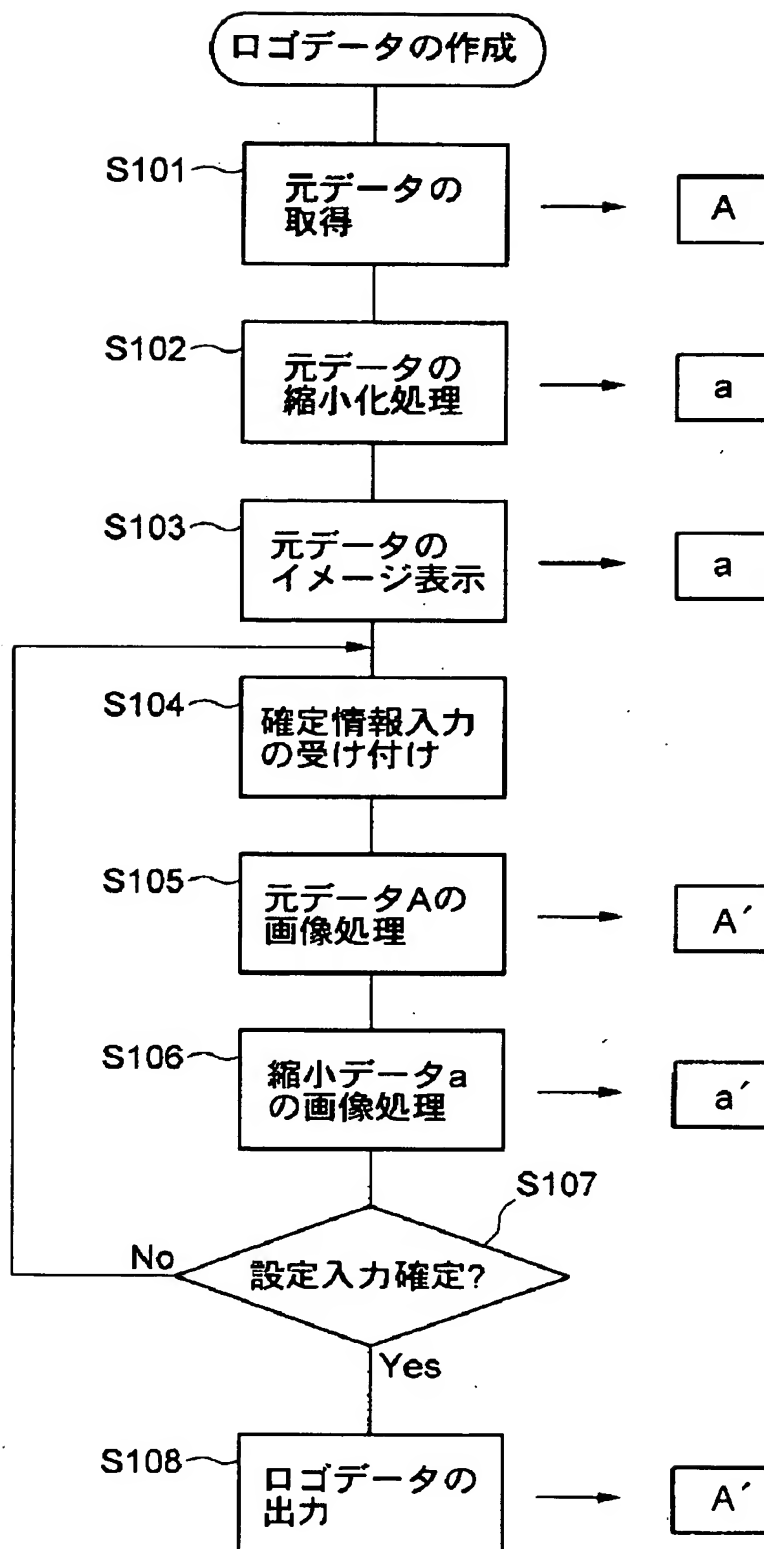 ロゴデータの作成
S101
元データの
取得
A
S102
元データの
縮小化処理
a
S103
元データの
イメージ表示
a
S104
確定情報入力
の受け付け
S105
元データAの
画像処理
A´
S106
縮小データa
の画像処理
a´
S107
設定入力確定?
No
Yes
S108
ロゴデータの
出力
A´